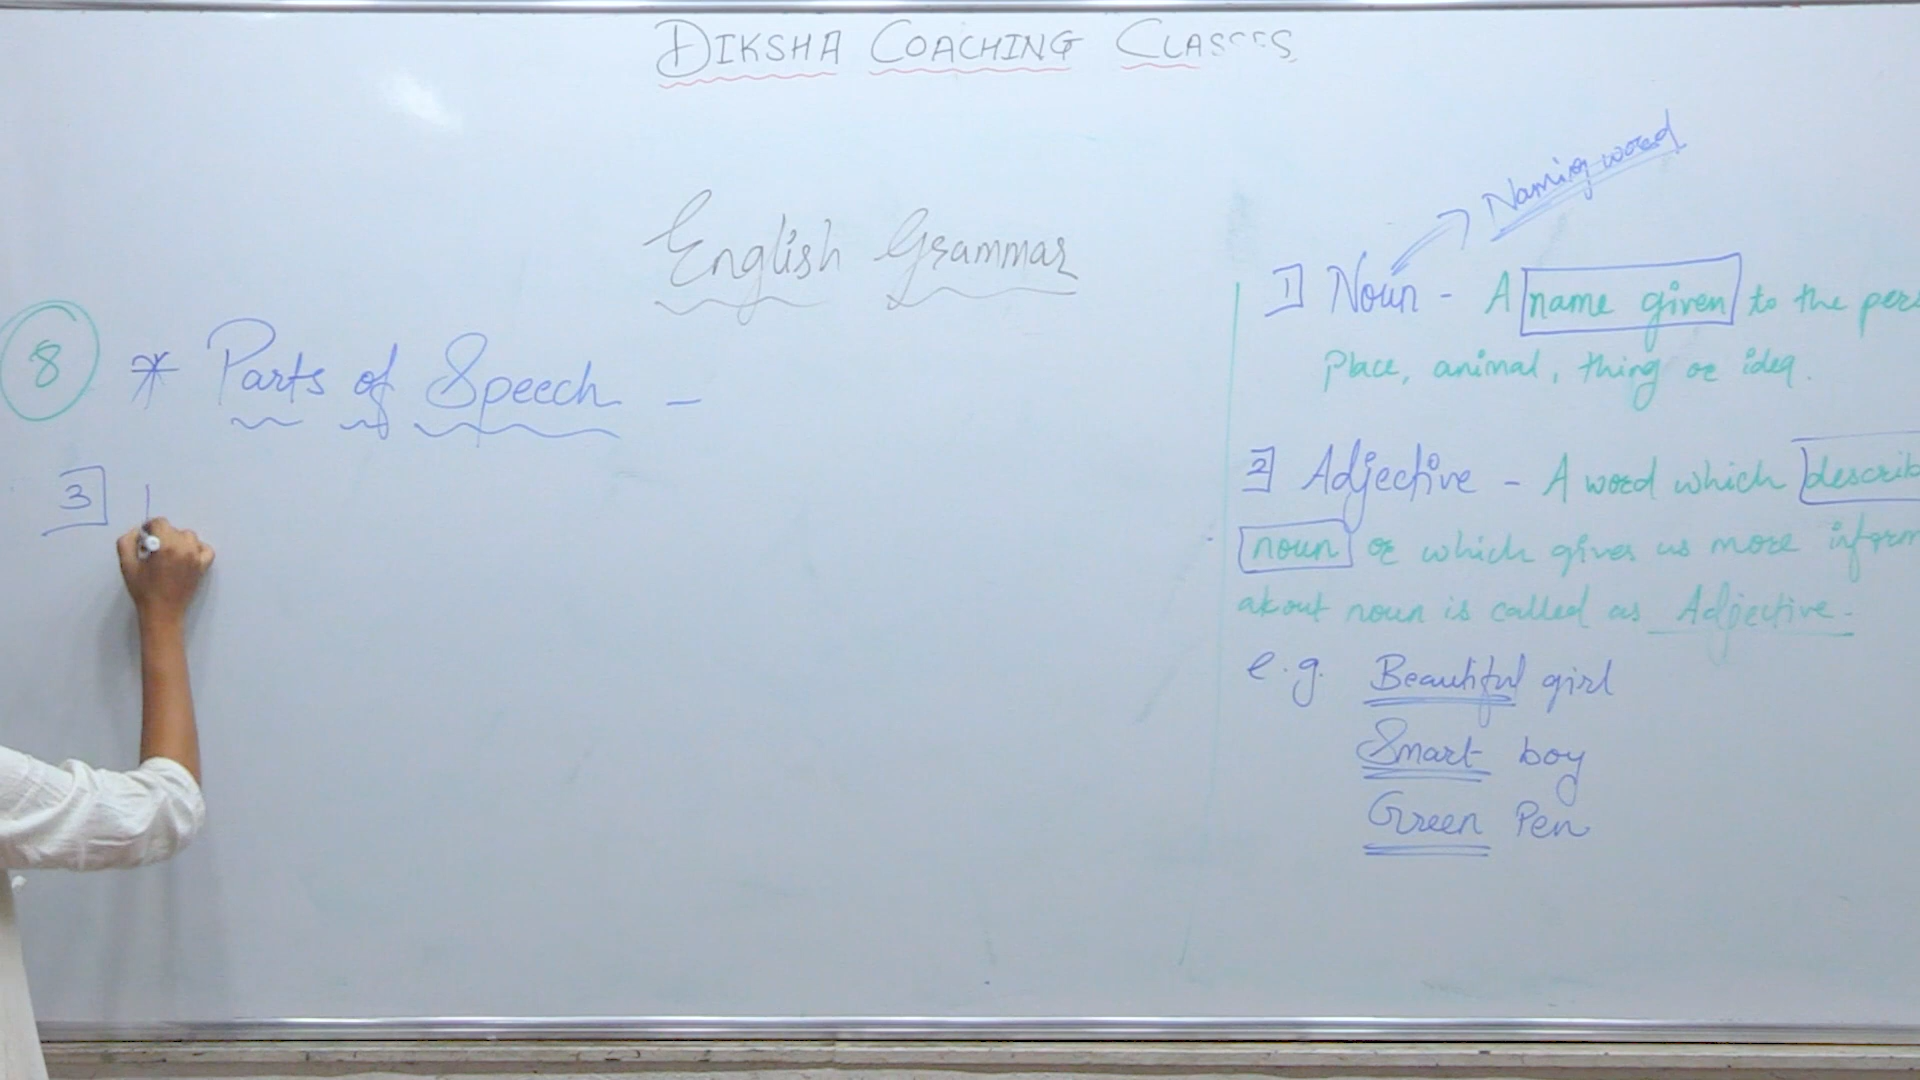 DIKSHA COACHING CLASSES
English Grammar
8 * Parts of Speech -
3
Naming word
1] Noun - A name given to the pers
Place, animal, thing or idea.
2] Adjective - A word which describ
noun or which gives us more inform
about noun is called as Adjective.
e.g. Beautiful girl
Smart boy
Green Pen